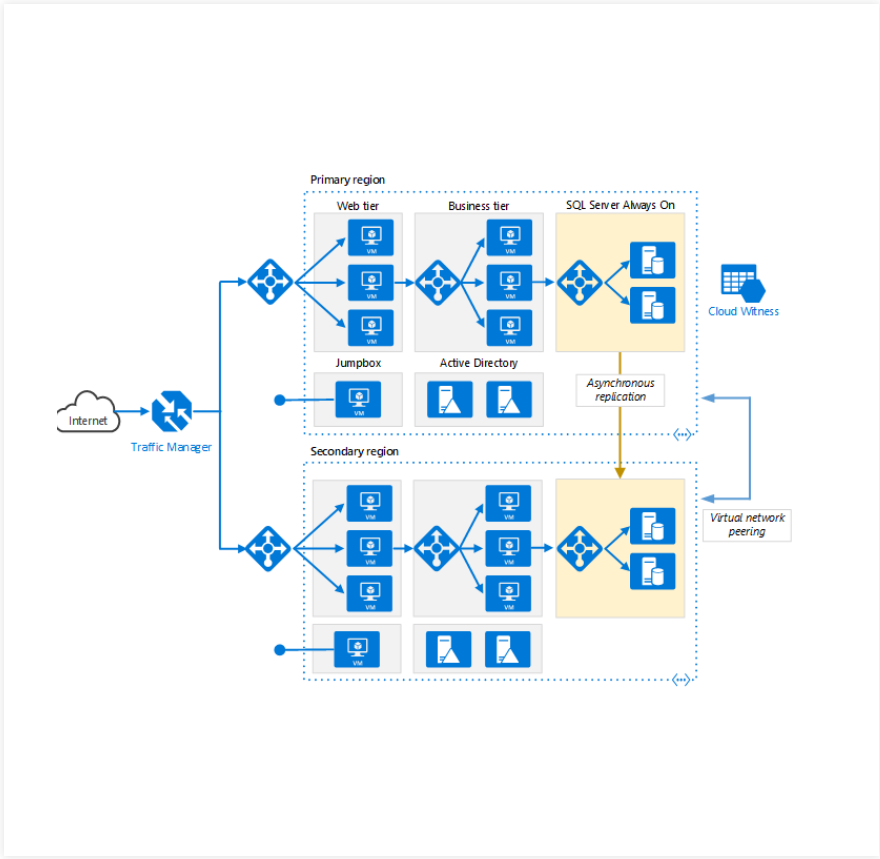 Primary region
Web tier
Business tier
SQL Server Always On
VM
VM
VM
VM
VM
VM
Cloud Witness
Jumpbox
Active Directory
VM
Asynchronous
replication
Internet
Traffic Manager
Secondary region
VM
VM
VM
VM
VM
VM
Virtual network
peering
VM